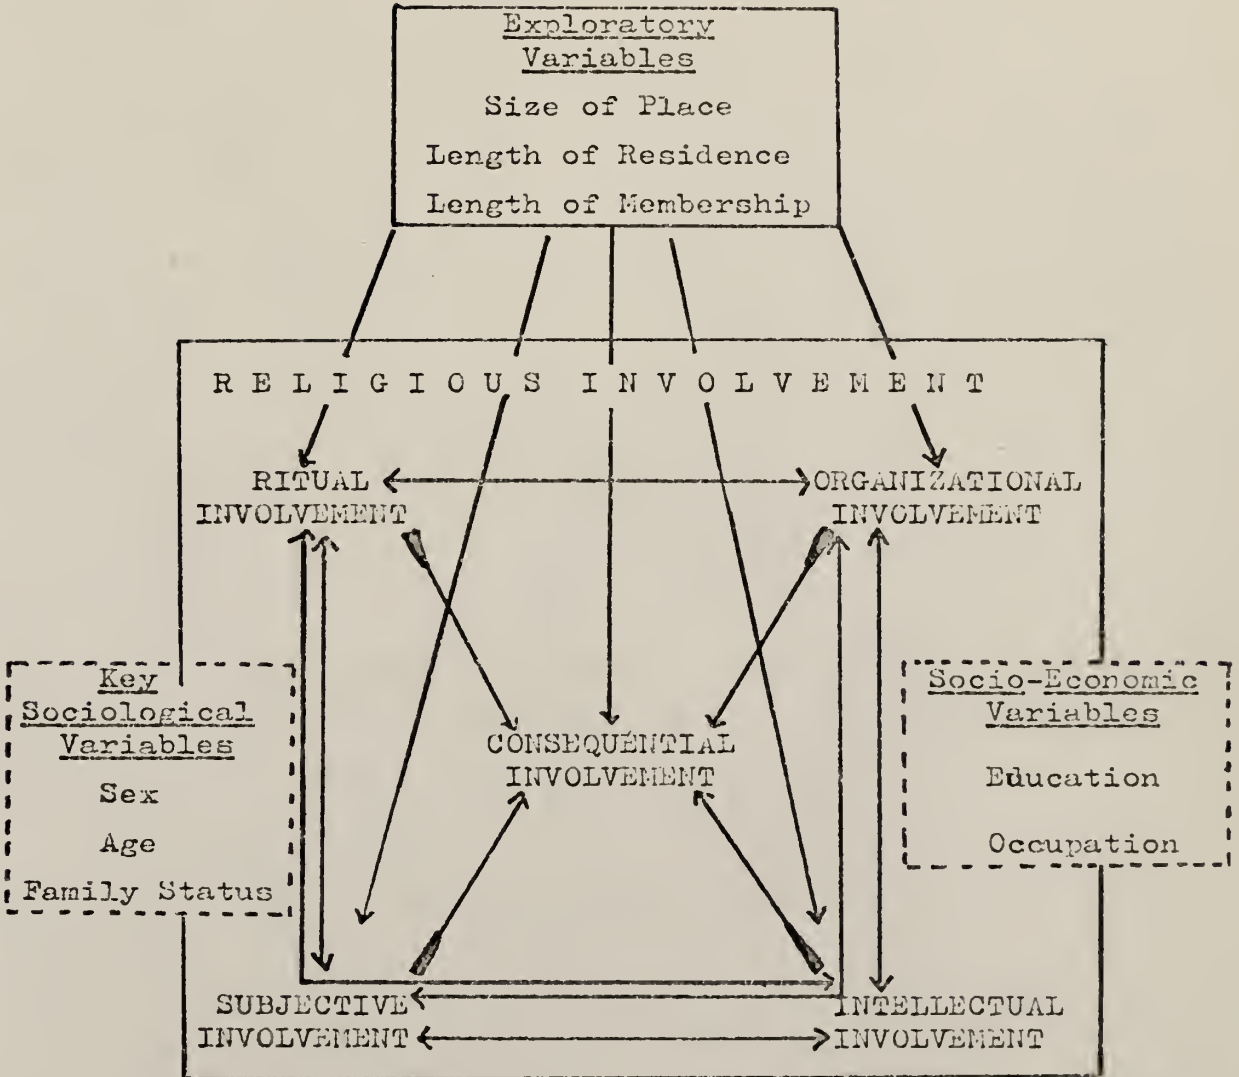 Exploratory
Variables
Size of Place
Length of Residence
Length of Membership
RELIGIOUS INVOLVEMENT
RITUAL
INVOLVEMENT
ORGANIZATIONAL
INVOLVEMENT
Key
Sociological
Variables
Sex
Age
Family Status
CONSEQUENTIAL
INVOLVEMENT
Socio-Economic
Variables
Education
Occupation
SUBJECTIVE
INVOLVEMENT
INTELLECTUAL
INVOLVEMENT